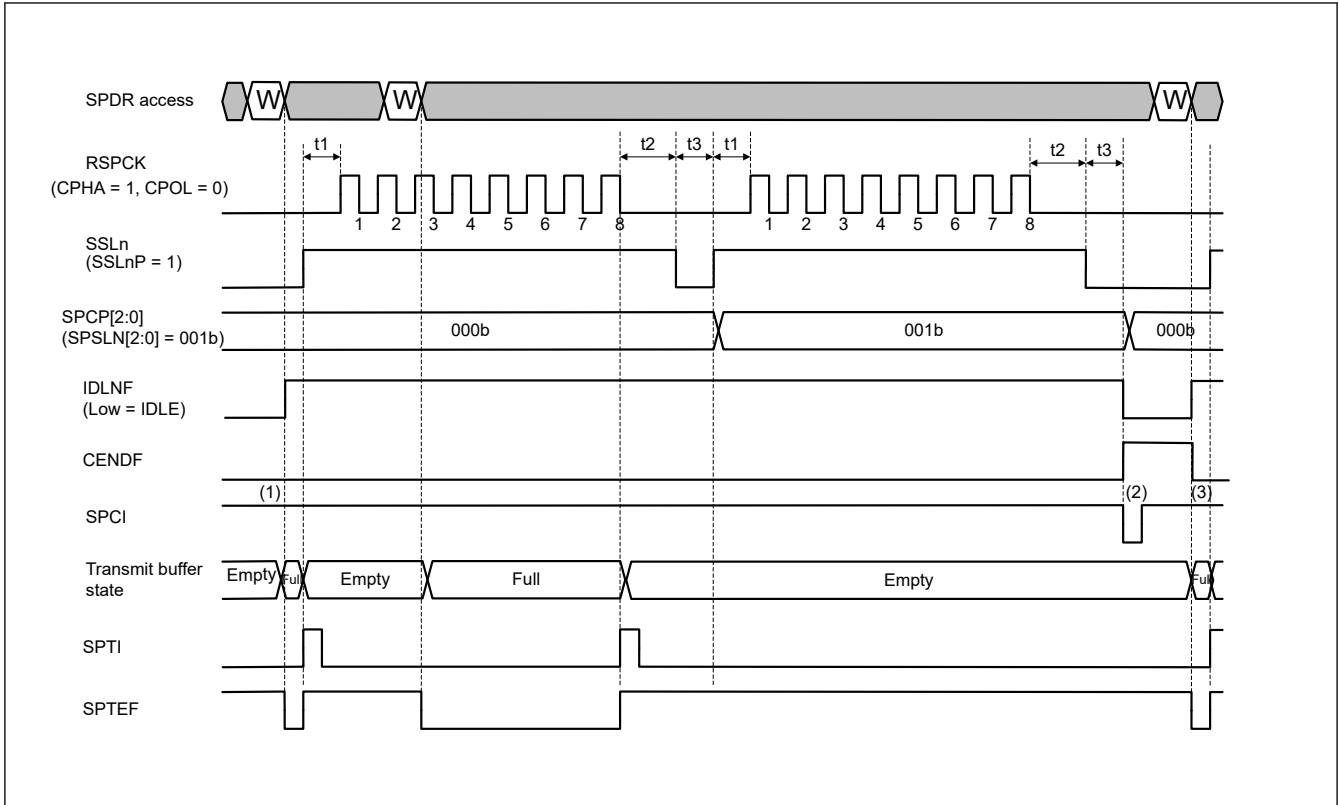 SPDR access
W W W
t1 t2 t3 t1 t2 t3
RSPCK
(CPHA = 1, CPOL = 0)
1 2 3 4 5 6 7 8 1 2 3 4 5 6 7 8
SSLn
(SSLnP = 1)
SPCP[2:0]
(SPSLN[2:0] = 001b)
000b 001b 000b
IDLNF
(Low = IDLE)
CENDF
(1) (2) (3)
SPCI
Transmit buffer
state
Empty Full Empty Full Empty Full
SPTI
SPTEF